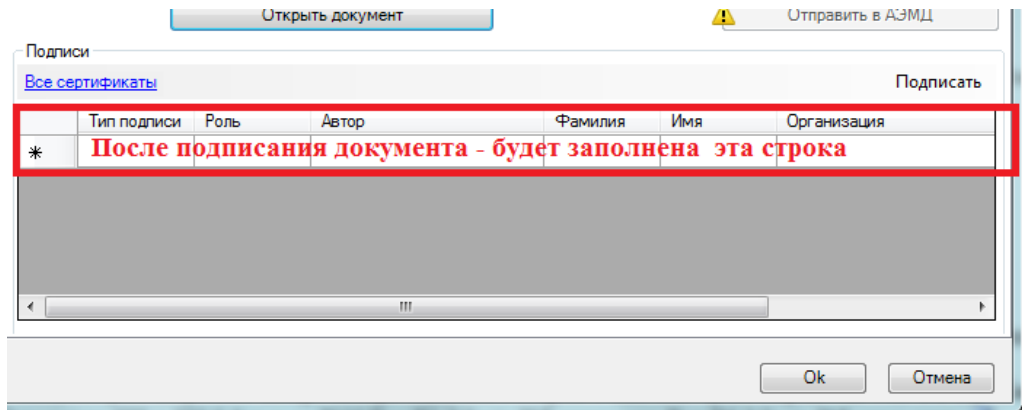 Открыть документ
Отправить в АЭМД
Подписи
Все сертификаты
Подписать
Тип подписи Роль Автор Фамилия Имя Организация
После подписания документа - будет заполнена эта строка
Ok Отмена